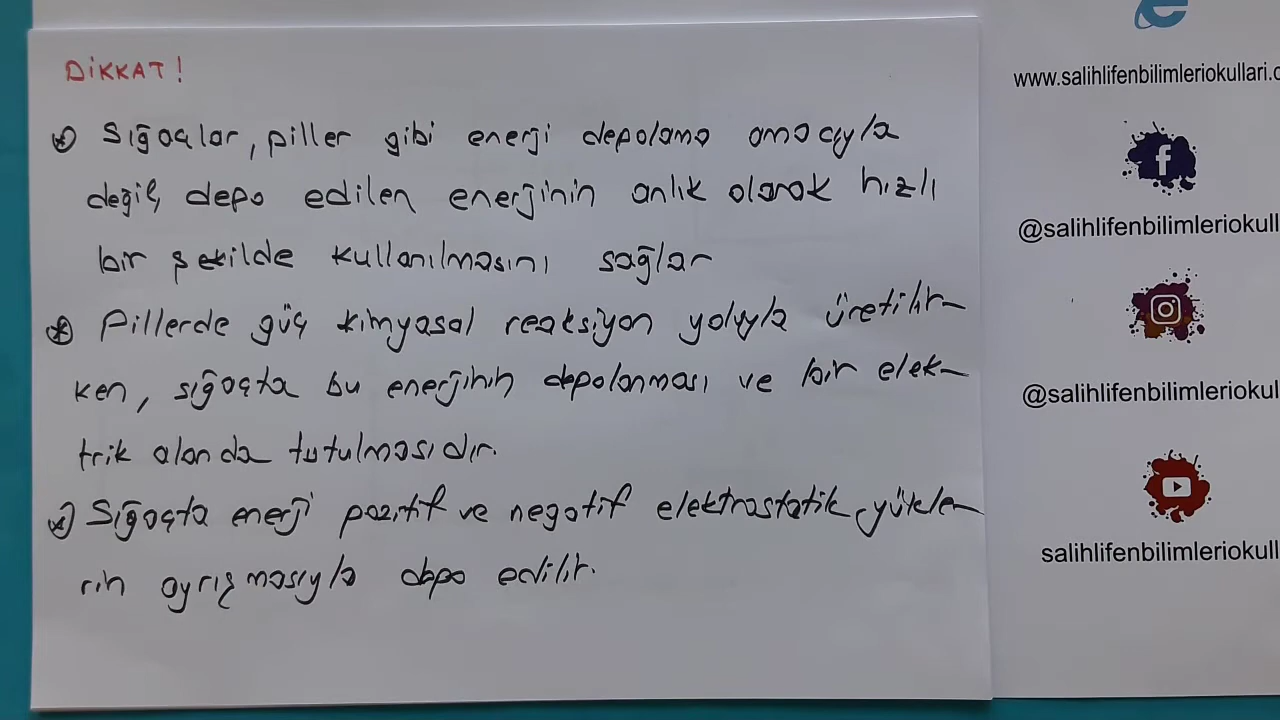 DİKKAT!
* Sığaçlar, piller gibi enerji depolama amacıyla
değil, depo edilen enerjinin anlık olarak hızlı
bir şekilde kullanılmasını sağlar
* Pillerde güç kimyasal reaksiyon yoluyla üretilir-
ken, sığaçta bu enerjinin depolanması ve bir elek-
trik alanda tutulmasıdır.
* Sığaçta enerji pozitif ve negatif elektrostatik yükle-
rin ayrışmasıyla depo edilir.
www.salihlifenbilimleriokullari.c
@salihlifenbilimleriokull
@salihlifenbilimleriokul
salihlifenbilimleriokull